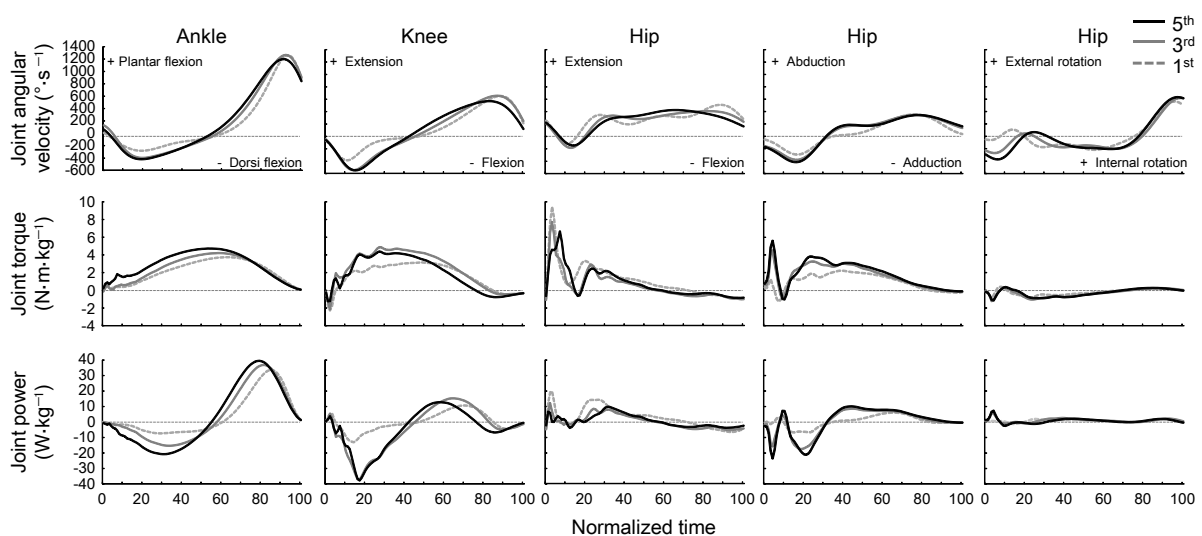 Ankle Knee Hip Hip Hip
5th
3rd
1st
Joint angular
velocity (°·s⁻¹)
1400
1200
1000
800
600
400
200
0
-200
-400
-600
+ Plantar flexion
- Dorsi flexion
+ Extension
- Flexion
+ Extension
- Flexion
+ Abduction
- Adduction
+ External rotation
+ Internal rotation
Joint torque
(N·m·kg⁻¹)
10
8
6
4
2
0
-2
-4
Joint power
(W·kg⁻¹)
40
30
20
10
0
-10
-20
-30
-40
0 20 40 60 80 100
0 20 40 60 80 100
0 20 40 60 80 100
0 20 40 60 80 100
0 20 40 60 80 100
Normalized time